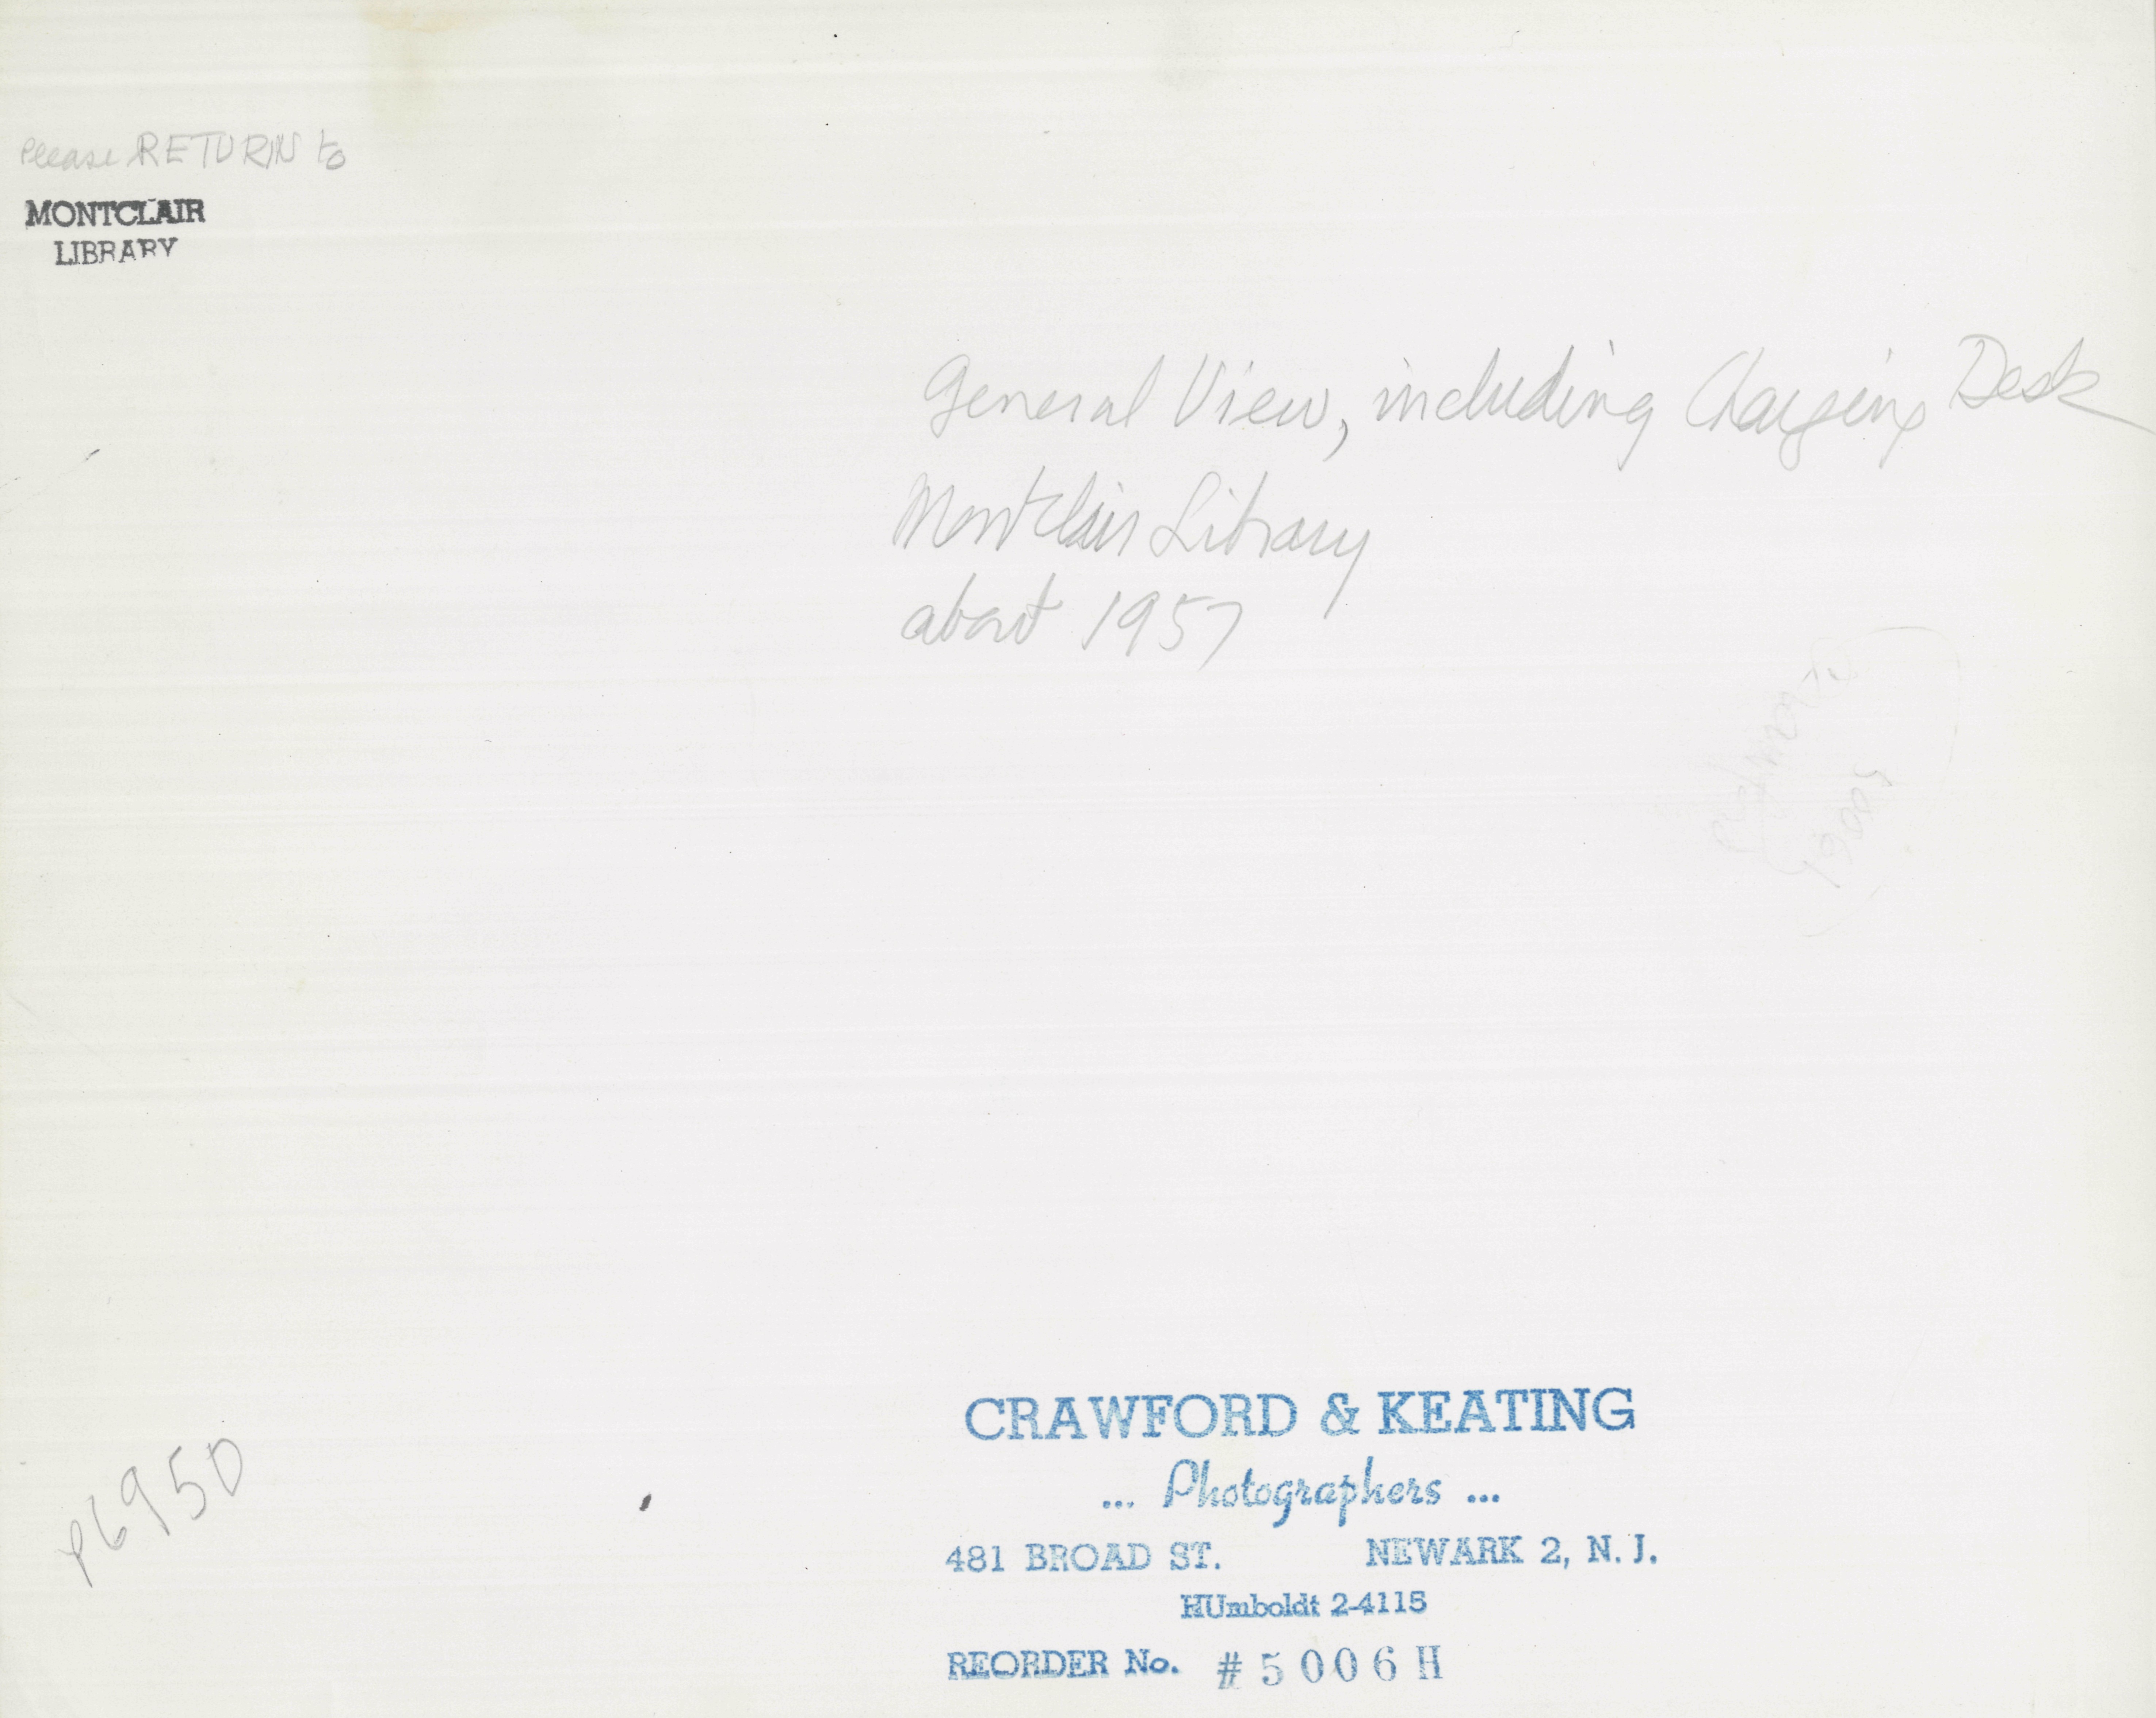 Please RETURN to
MONTCLAIR
LIBRARY
General View, including Charging Desk
Montclair Library
about 1957
P6950
CRAWFORD & KEATING
... Photographers ...
481 BROAD ST. NEWARK 2, N. J.
HUmboldt 2-4115
REORDER No. #5006H